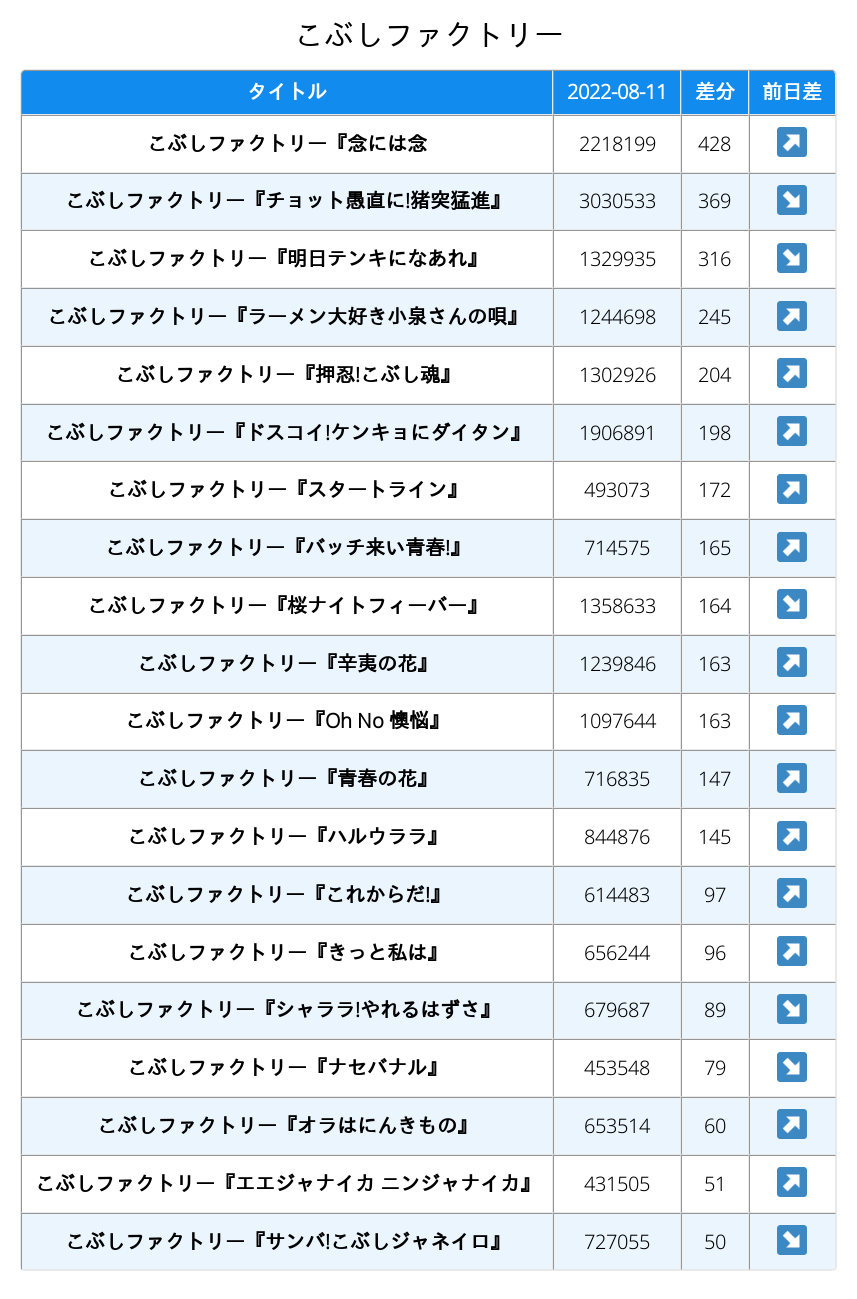 こぶしファクトリー
タイトル 2022-08-11 差分 前日差
こぶしファクトリー『念には念 2218199 428
こぶしファクトリー『チョット愚直に!猪突猛進』 3030533 369
こぶしファクトリー『明日テンキになあれ』 1329935 316
こぶしファクトリー『ラーメン大好き小泉さんの唄』 1244698 245
こぶしファクトリー『押忍!こぶし魂』 1302926 204
こぶしファクトリー『ドスコイ!ケンキョにダイタン』 1906891 198
こぶしファクトリー『スタートライン』 493073 172
こぶしファクトリー『バッチ来い青春!』 714575 165
こぶしファクトリー『桜ナイトフィーバー』 1358633 164
こぶしファクトリー『辛夷の花』 1239846 163
こぶしファクトリー『Oh No 懊悩』 1097644 163
こぶしファクトリー『青春の花』 716835 147
こぶしファクトリー『ハルウララ』 844876 145
こぶしファクトリー『これからだ!』 614483 97
こぶしファクトリー『きっと私は』 656244 96
こぶしファクトリー『シャララ!やれるはずさ』 679687 89
こぶしファクトリー『ナセバナル』 453548 79
こぶしファクトリー『オラはにんきもの』 653514 60
こぶしファクトリー『エエジャナイカ ニンジャナイカ』 431505 51
こぶしファクトリー『サンバ!こぶしジャネイロ』 727055 50